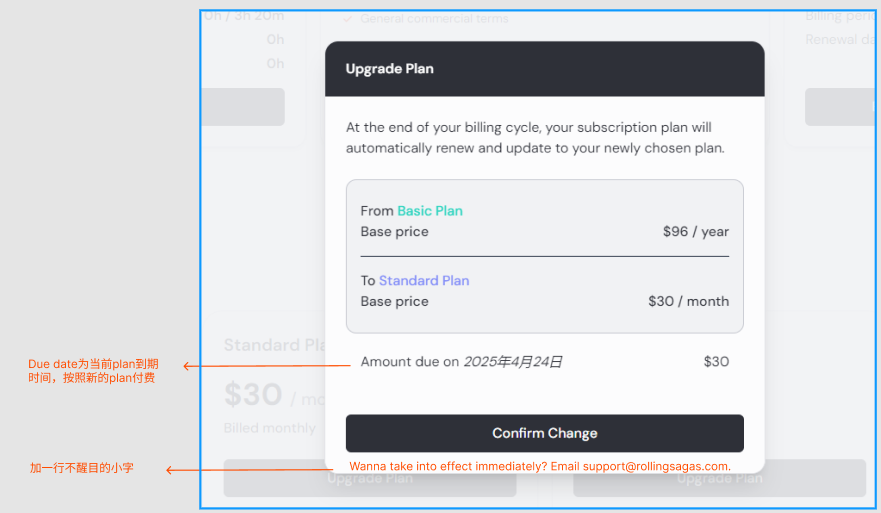 0h / 3h 20m
General commercial terms
Billing
0h
Renewal
0h
Upgrade Plan
At the end of your billing cycle, your subscription plan will
automatically renew and update to your newly chosen plan.
From Basic Plan
Base price $96 / year
To Standard Plan
Base price $30 / month
Standard
Due date为当前plan到期
时间，按照新的plan付费
Amount due on 2025年4月24日 $30
$30
Billed monthly
Confirm Change
加一行不醒目的小字
Wanna take into effect immediately? Email support@rollingsagas.com.
Upgrade Plan
Upgrade Plan